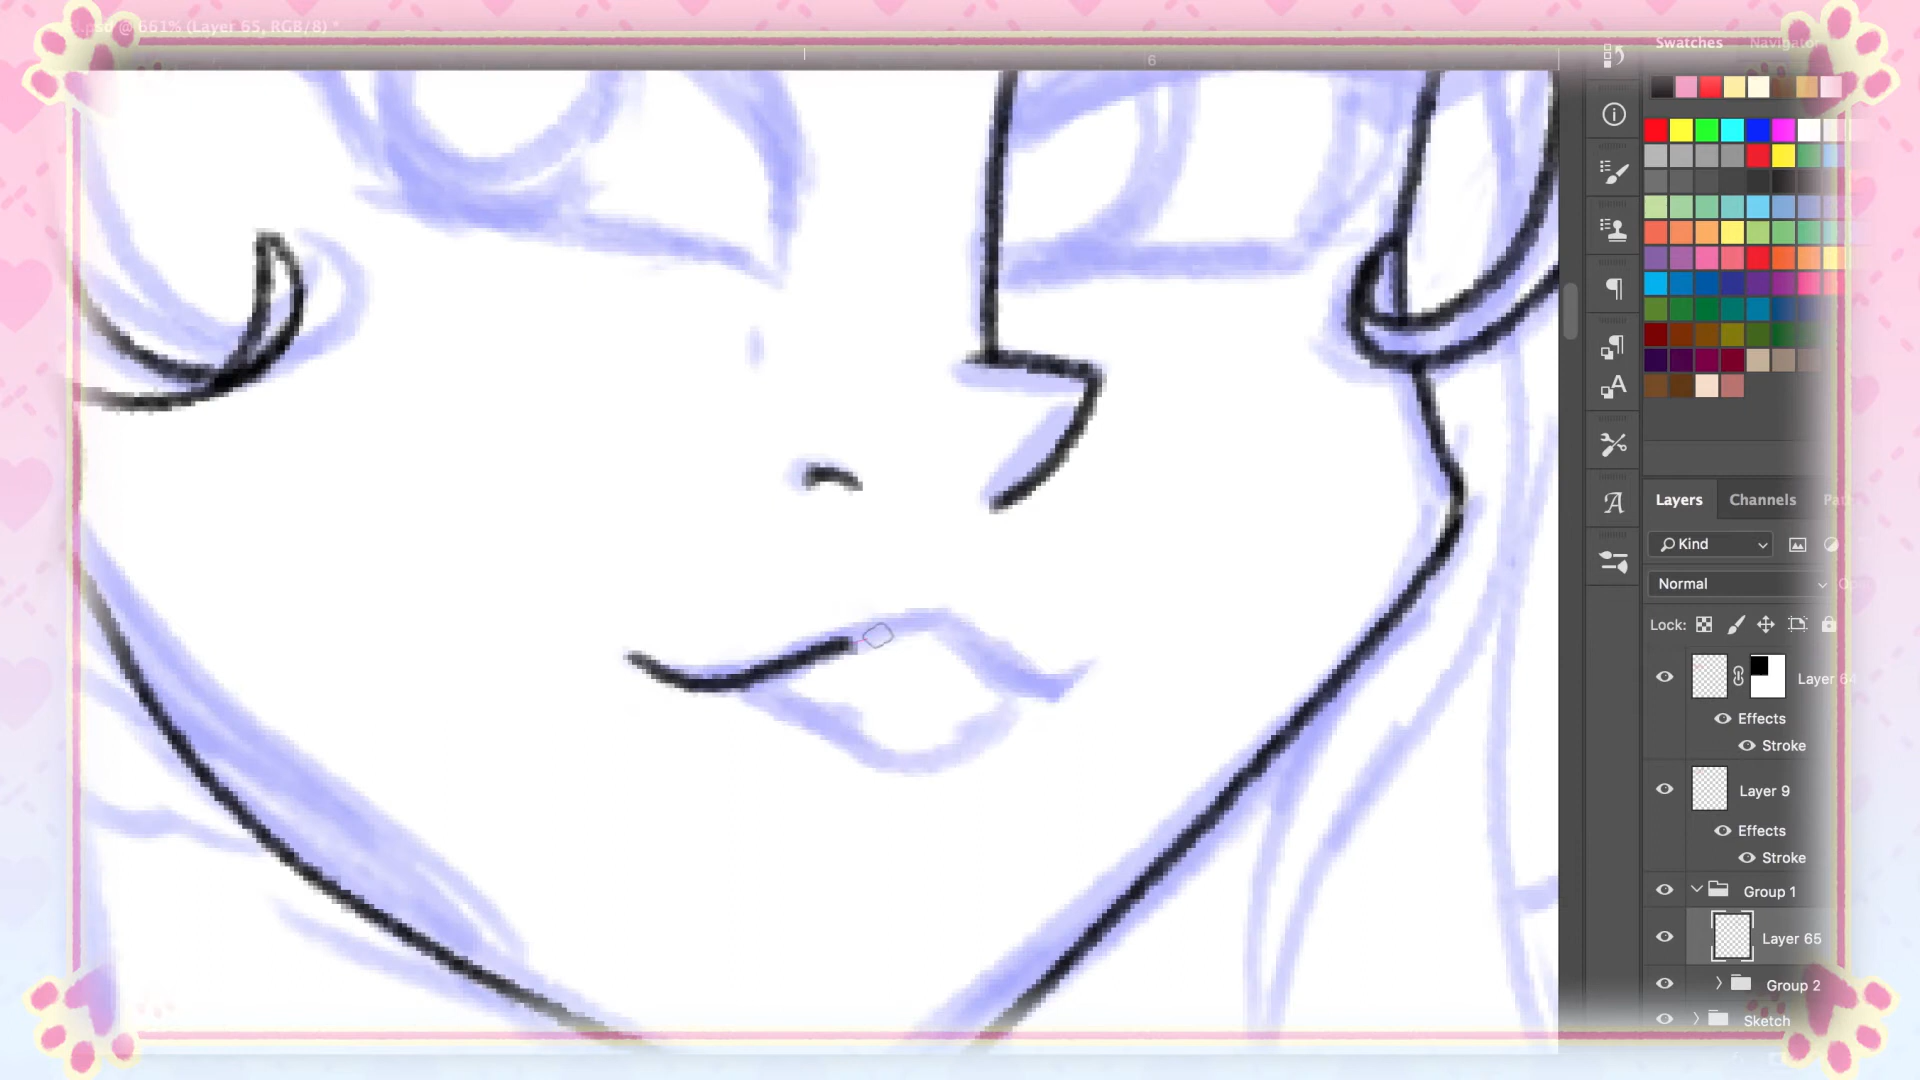 .psd @ 661% (Layer 65, RGB/8) *
6
Swatches Navigator
Layers Channels
Kind
Normal
Lock:
Layer 64
Effects
Stroke
Layer 9
Effects
Stroke
Group 1
Layer 65
Group 2
Sketch